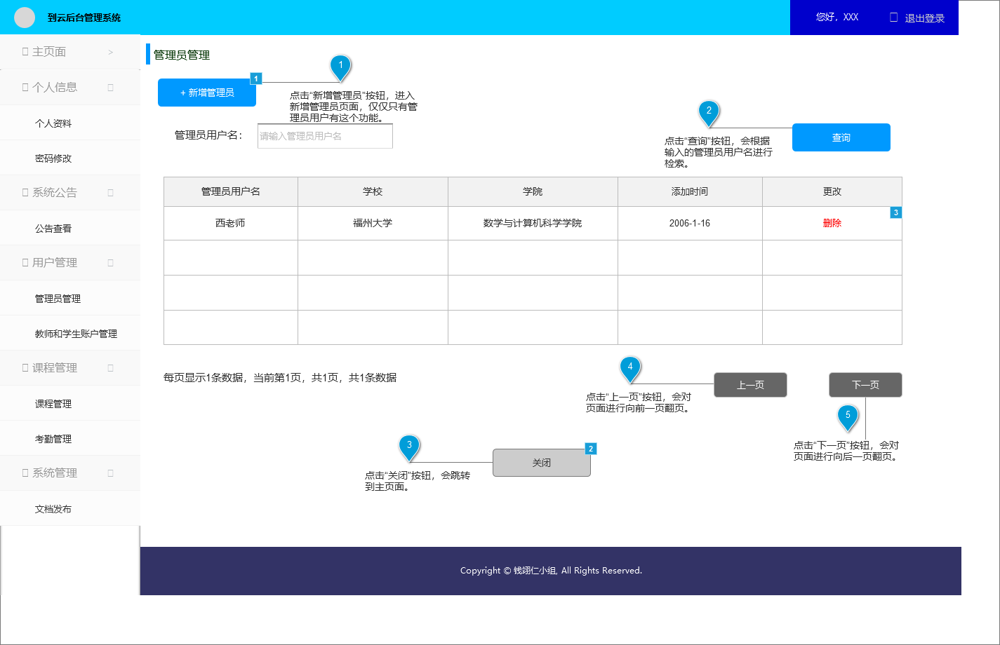 到云后台管理系统
您好，XXX
退出登录
主页面 >
个人信息
个人资料
密码修改
系统公告
公告查看
用户管理
管理员管理
教师和学生账户管理
课程管理
课程管理
考勤管理
系统管理
文档发布
管理员管理
+ 新增管理员
1
1
点击“新增管理员”按钮，进入
新增管理员页面，仅仅只有管
理员用户有这个功能。
管理员用户名：
请输入管理员用户名
2
点击“查询”按钮，会根据
输入的管理员用户名进行
检索。
查询
管理员用户名 学校 学院 添加时间 更改
3
西老师 福州大学 数学与计算机科学学院 2006-1-16 删除
每页显示1条数据，当前第1页，共1页，共1条数据
4
点击“上一页”按钮，会对
页面进行向前一页翻页。
上一页
下一页
5
点击“下一页”按钮，会对
页面进行向后一页翻页。
3
点击“关闭”按钮，会跳转
到主页面。
关闭
2
Copyright © 钱翊仁小组, All Rights Reserved.